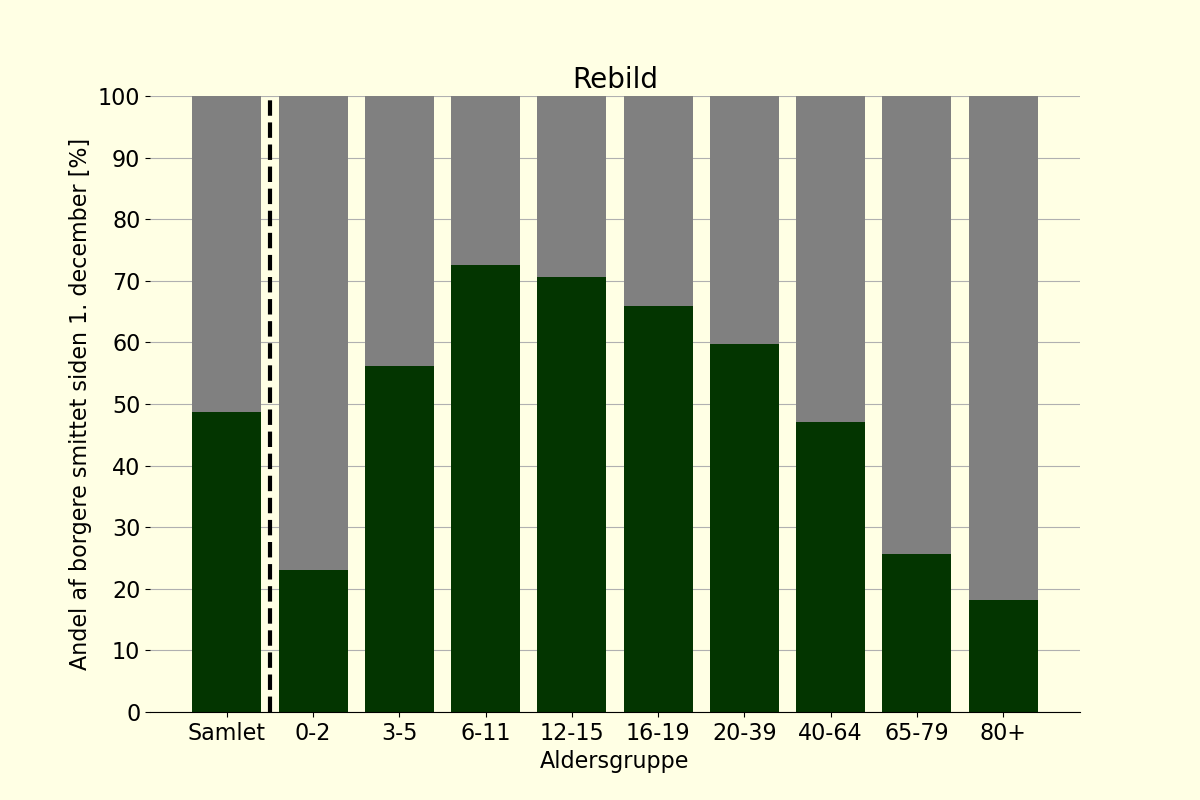 Rebild
Andel af borgere smittet siden 1. december [%]
100
90
80
70
60
50
40
30
20
10
0
Samlet 0-2 3-5 6-11 12-15 16-19 20-39 40-64 65-79 80+
Aldersgruppe